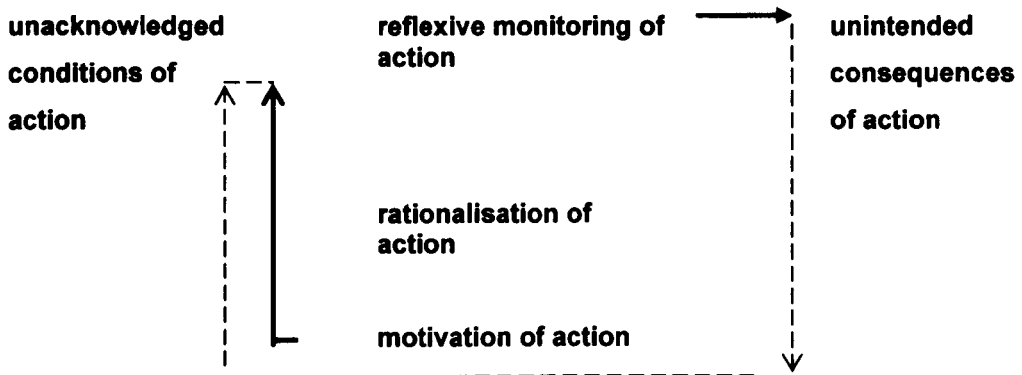 unacknowledged
conditions of
action
reflexive monitoring of
action
rationalisation of
action
motivation of action
unintended
consequences
of action